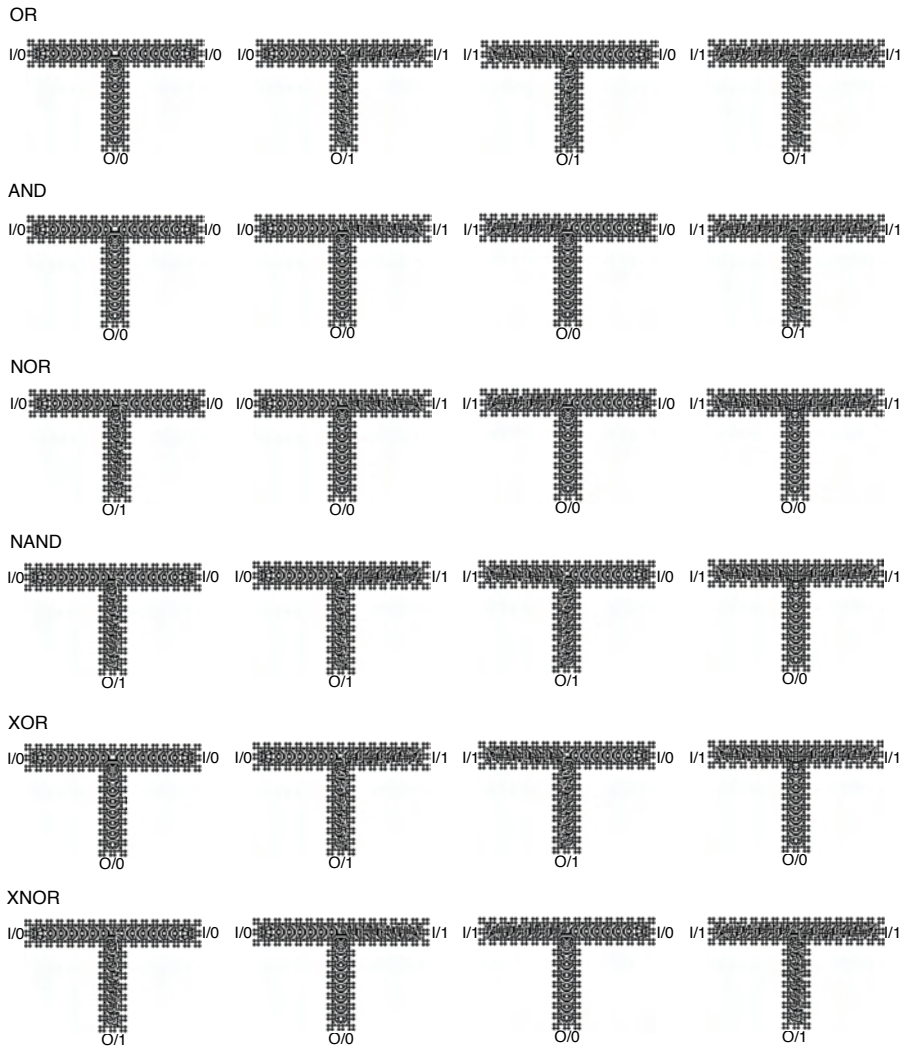 OR
I/0 I/0 I/0 I/1 I/1 I/0 I/1 I/1
O/0 O/1 O/1 O/1
AND
I/0 I/0 I/0 I/1 I/1 I/0 I/1 I/1
O/0 O/0 O/0 O/1
NOR
I/0 I/0 I/0 I/1 I/1 I/0 I/1 I/1
O/1 O/0 O/0 O/0
NAND
I/0 I/0 I/0 I/1 I/1 I/0 I/1 I/1
O/1 O/1 O/1 O/0
XOR
I/0 I/0 I/0 I/1 I/1 I/0 I/1 I/1
O/0 O/1 O/1 O/0
XNOR
I/0 I/0 I/0 I/1 I/1 I/0 I/1 I/1
O/1 O/0 O/0 O/1